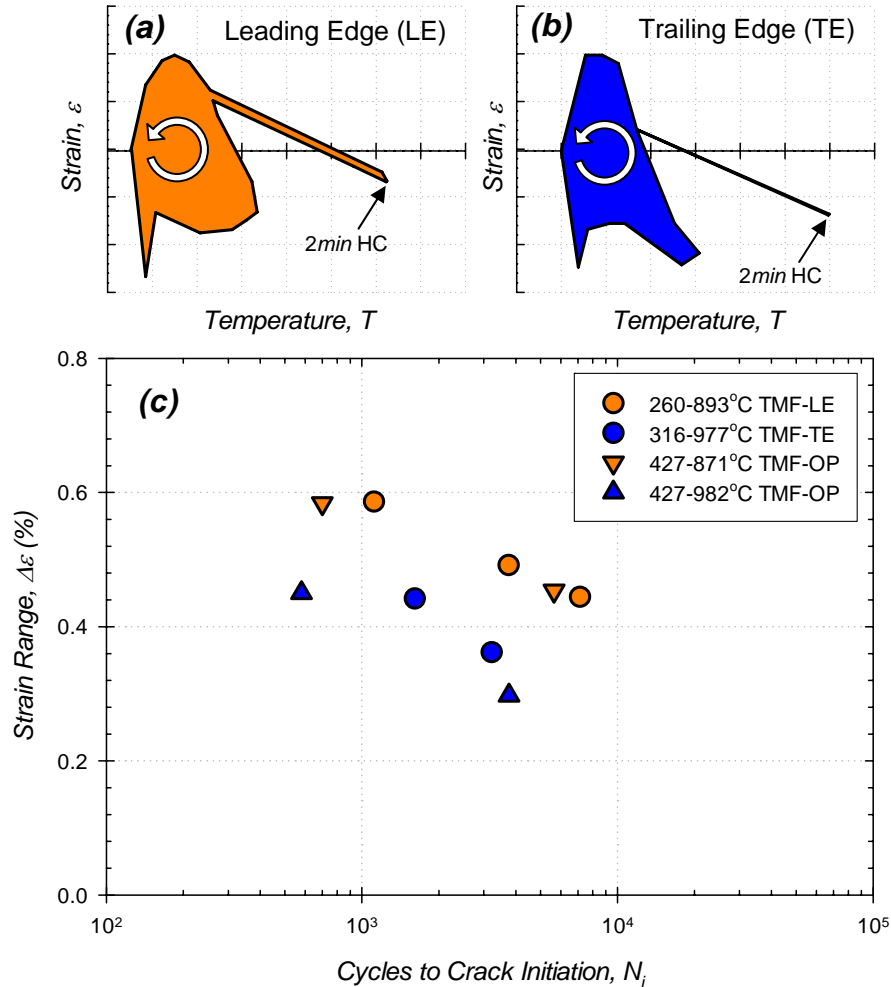 (a) Leading Edge (LE)
Strain, ε
2min HC
Temperature, T
(b) Trailing Edge (TE)
Strain, ε
2min HC
Temperature, T
(c)
260-893°C TMF-LE
316-977°C TMF-TE
427-871°C TMF-OP
427-982°C TMF-OP
Strain Range, Δε (%)
0.8
0.6
0.4
0.2
0.0
10² 10³ 10⁴ 10⁵
Cycles to Crack Initiation, Nᵢ